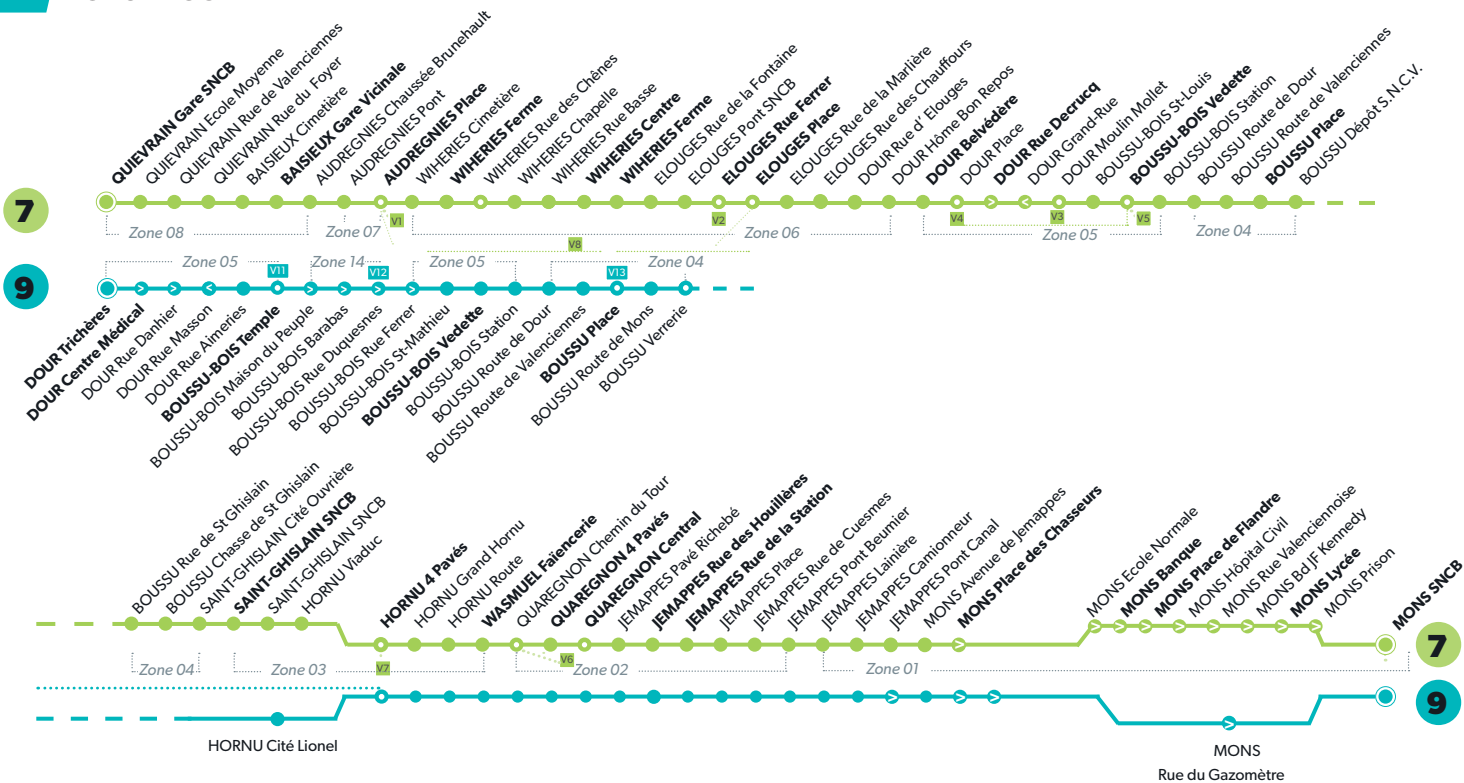 QUIEVRAIN Gare SNCB
QUIEVRAIN Ecole Moyenne
QUIEVRAIN Rue de Valenciennes
QUIEVRAIN Rue du Foyer
BAISIEUX Cimetière
BAISIEUX Gare Vicinale
AUDREGNIES Chaussée Brunehault
AUDREGNIES Pont
AUDREGNIES Place
WIHERIES Cimetière
WIHERIES Ferme
WIHERIES Rue des Chênes
WIHERIES Chapelle
WIHERIES Rue Basse
WIHERIES Centre
WIHERIES Ferme
ELOUGES Rue de la Fontaine
ELOUGES Pont SNCB
ELOUGES Rue Ferrer
ELOUGES Place
ELOUGES Rue de la Marlière
ELOUGES Rue des Chauffours
DOUR Rue d' Elouges
DOUR Hôme Bon Repos
DOUR Belvédère
DOUR Place
DOUR Rue Decrucq
DOUR Grand-Rue
DOUR Moulin Mollet
BOUSSU-BOIS St-Louis
BOUSSU-BOIS Vedette
BOUSSU-BOIS Station
BOUSSU Route de Dour
BOUSSU Route de Valenciennes
BOUSSU Place
BOUSSU Dépôt S.N.C.V.
7
V1
V2
V4
V3
V5
Zone 08
Zone 07
Zone 06
Zone 05
Zone 04
V8
Zone 05
Zone 14
Zone 05
Zone 04
V11
V12
V13
9
DOUR Trichères
DOUR Centre Médical
DOUR Rue Danhier
DOUR Rue Masson
DOUR Rue Aimeries
BOUSSU-BOIS Temple
BOUSSU-BOIS Maison du Peuple
BOUSSU-BOIS Barabas
BOUSSU-BOIS Rue Duquesnes
BOUSSU-BOIS Rue Ferrer
BOUSSU-BOIS St-Mathieu
BOUSSU-BOIS Vedette
BOUSSU-BOIS Station
BOUSSU Route de Dour
BOUSSU Route de Valenciennes
BOUSSU Place
BOUSSU Route de Mons
BOUSSU Verrerie
BOUSSU Rue de St Ghislain
BOUSSU Chasse de St Ghislain
SAINT-GHISLAIN Cité Ouvrière
SAINT-GHISLAIN SNCB
SAINT-GHISLAIN SNCB
HORNU Viaduc
HORNU 4 Pavés
HORNU Grand Hornu
HORNU Route
WASMUEL Faïencerie
QUAREGNON Chemin du Tour
QUAREGNON 4 Pavés
QUAREGNON Central
JEMAPPES Pavé Richebé
JEMAPPES Rue des Houillères
JEMAPPES Rue de la Station
JEMAPPES Place
JEMAPPES Rue de Cuesmes
JEMAPPES Pont Beumier
JEMAPPES Lainière
JEMAPPES Camionneur
JEMAPPES Pont Canal
MONS Avenue de Jemappes
MONS Place des Chasseurs
MONS Ecole Normale
MONS Banque
MONS Place de Flandre
MONS Hôpital Civil
MONS Rue Valenciennoise
MONS Bd JF Kennedy
MONS Lycée
MONS Prison
MONS SNCB
7
Zone 04
Zone 03
V7
V6
Zone 02
Zone 01
9
HORNU Cité Lionel
MONS
Rue du Gazomètre